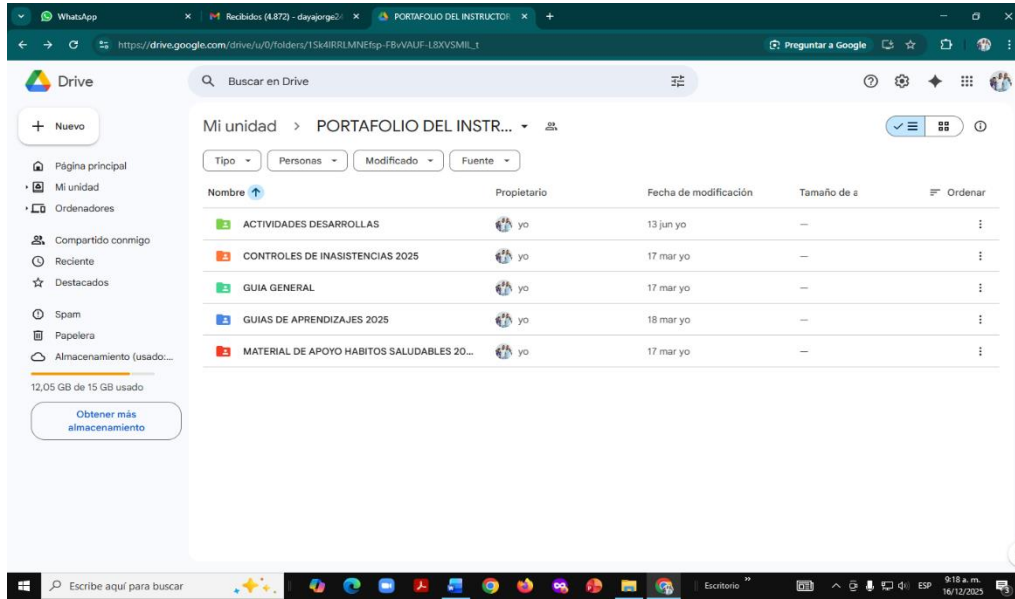 WhatsApp
Recibidos (4.872) - dayajorge24
PORTAFOLIO DEL INSTRUCTOR
https://drive.google.com/drive/u/0/folders/1Sk4IRRLMNEfsp-FBvVAUF-L8XVSMIL_t
Preguntar a Google
Drive
Buscar en Drive
Nuevo
Mi unidad > PORTAFOLIO DEL INSTR...
Tipo Personas Modificado Fuente
Página principal
Mi unidad
Ordenadores
Compartido conmigo
Reciente
Destacados
Spam
Papelera
Almacenamiento (usado:...
12,05 GB de 15 GB usado
Obtener más
almacenamiento
Nombre Propietario Fecha de modificación Tamaño de a Ordenar
ACTIVIDADES DESARROLLAS yo 13 jun yo —
CONTROLES DE INASISTENCIAS 2025 yo 17 mar yo —
GUIA GENERAL yo 17 mar yo —
GUIAS DE APRENDIZAJES 2025 yo 18 mar yo —
MATERIAL DE APOYO HABITOS SALUDABLES 20... yo 17 mar yo —
Escribe aquí para buscar
Escritorio
ESP
9:18 a. m.
16/12/2025